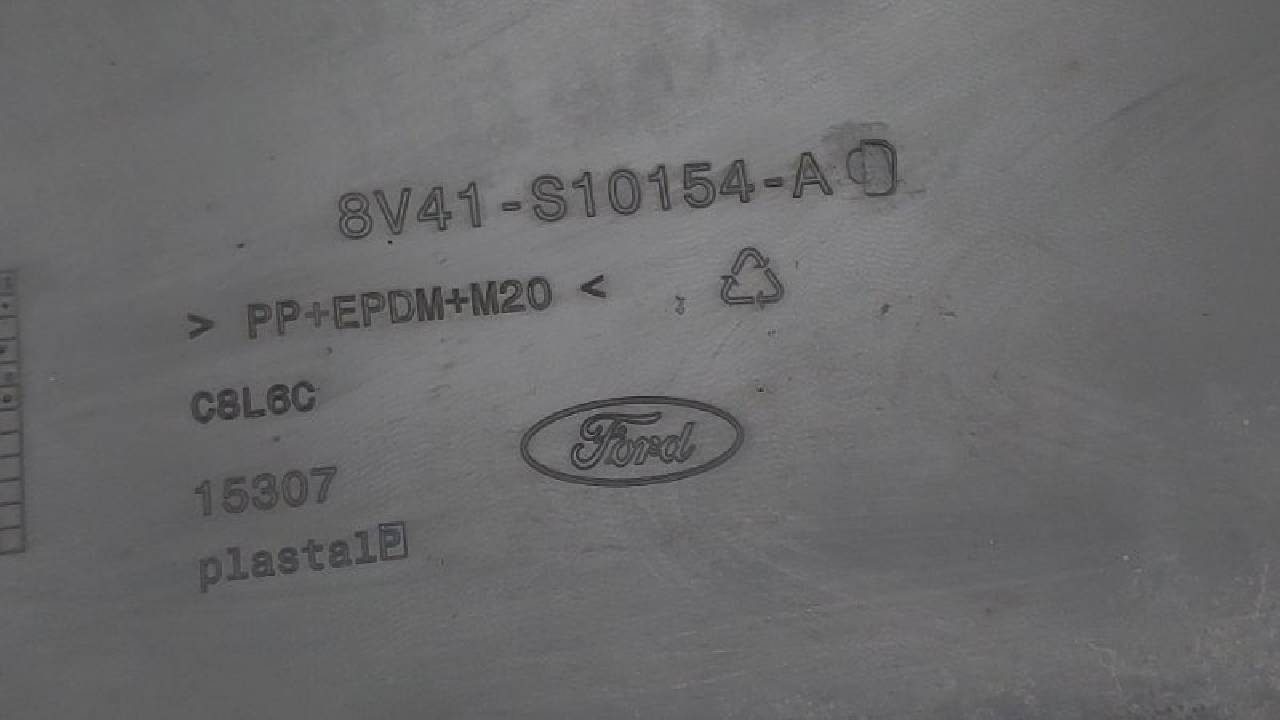 8V41-S10154-A
> PP+EPDM+M20 <
C8L6C
Ford
15307
plastal P